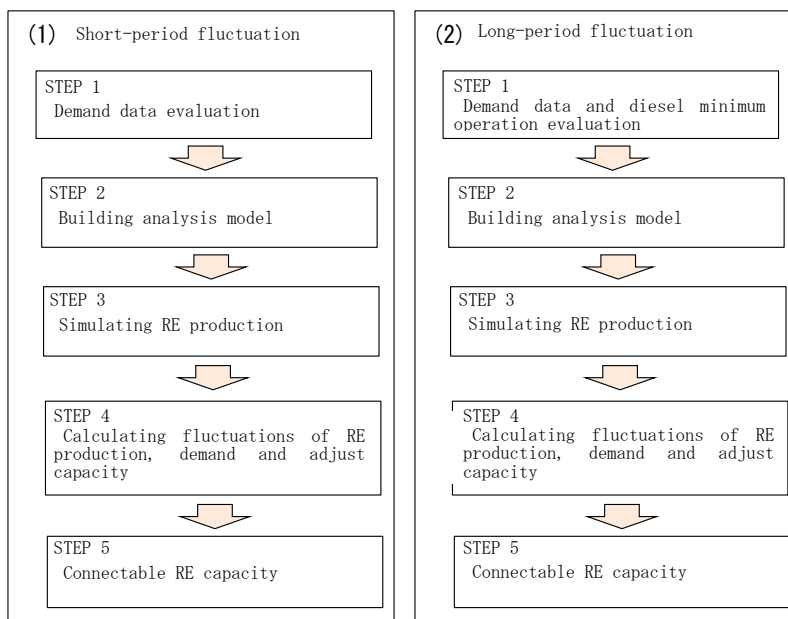 (1) Short-period fluctuation
STEP 1
Demand data evaluation
STEP 2
Building analysis model
STEP 3
Simulating RE production
STEP 4
Calculating fluctuations of RE
production, demand and adjust
capacity
STEP 5
Connectable RE capacity
(2) Long-period fluctuation
STEP 1
Demand data and diesel minimum
operation evaluation
STEP 2
Building analysis model
STEP 3
Simulating RE production
STEP 4
Calculating fluctuations of RE
production, demand and adjust
capacity
STEP 5
Connectable RE capacity